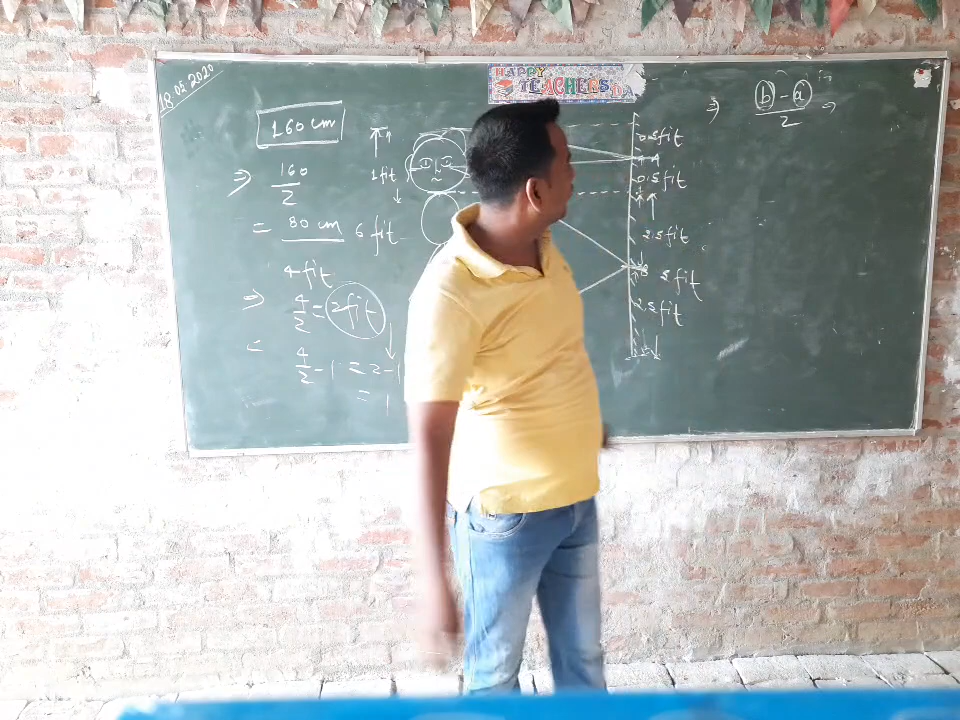 18.02.2020
160 cm
⇒ 160/2
= 80 cm
4 fit
⇒ 4/2 = 2 fit
4/2 - 1 = 2 - 1
= 1
1 fit
6 fit
HAPPY
TEACHERS
DA
0.5 fit
0.5 fit
2.5 fit
5 fit
2.5 fit
⇒ b - a / 2 ⇒